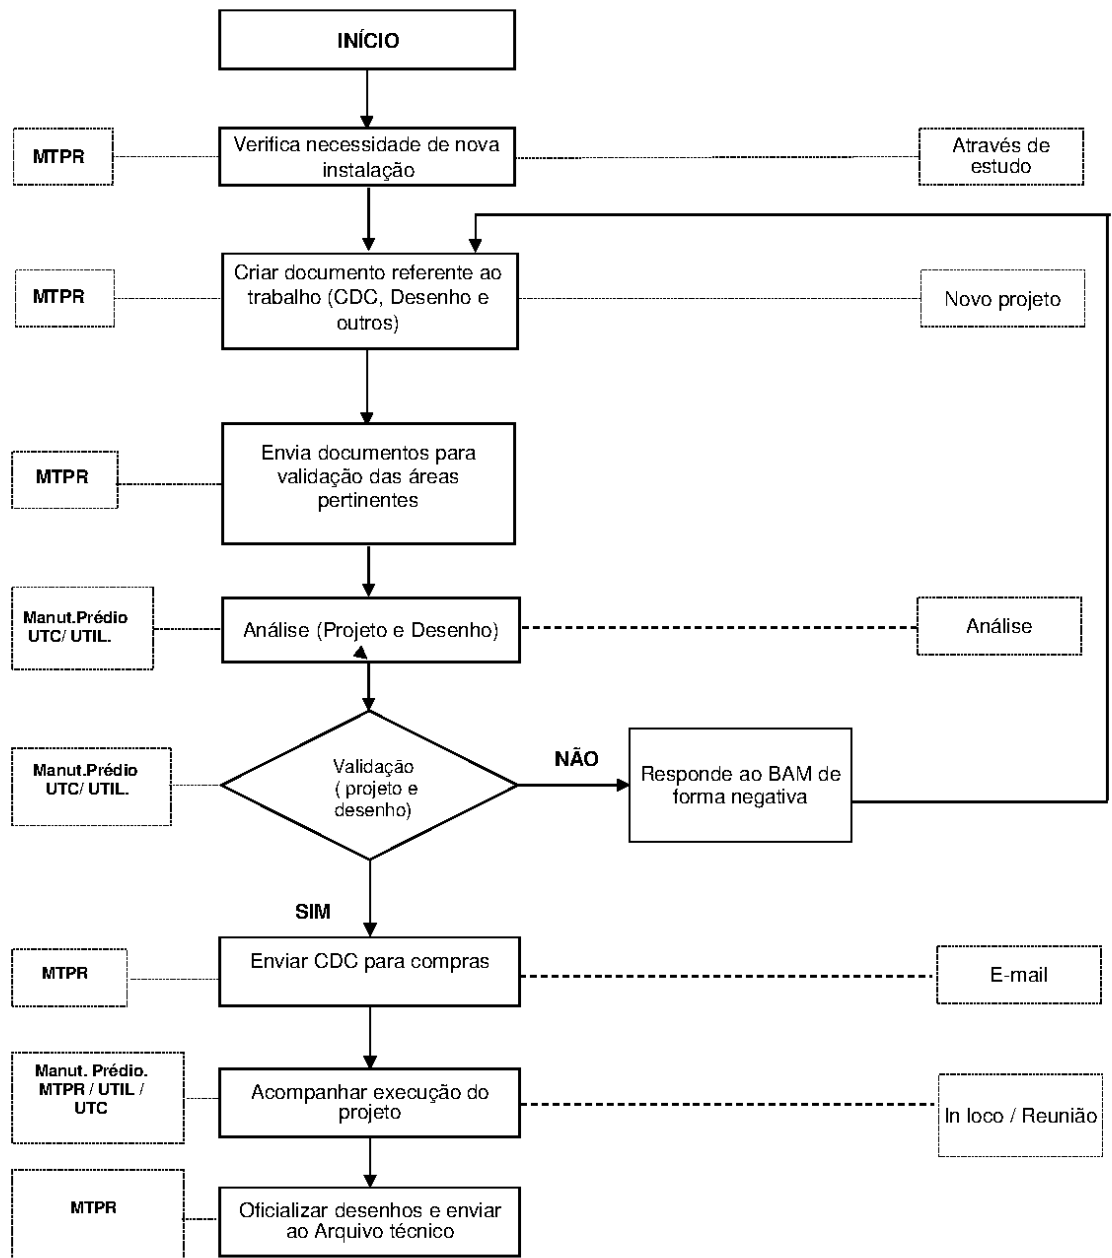 INÍCIO
MTPR
Verifica necessidade de nova
instalação
Através de
estudo
MTPR
Criar documento referente ao
trabalho (CDC, Desenho e
outros)
Novo projeto
MTPR
Envia documentos para
validação das áreas
pertinentes
Manut.Prédio
UTC/ UTIL.
Análise (Projeto e Desenho)
Análise
Manut.Prédio
UTC/ UTIL.
Validação
( projeto e
desenho)
NÃO
Responde ao BAM de
forma negativa
SIM
MTPR
Enviar CDC para compras
E-mail
Manut. Prédio.
MTPR / UTIL /
UTC
Acompanhar execução do
projeto
In loco / Reunião
MTPR
Oficializar desenhos e enviar
ao Arquivo técnico